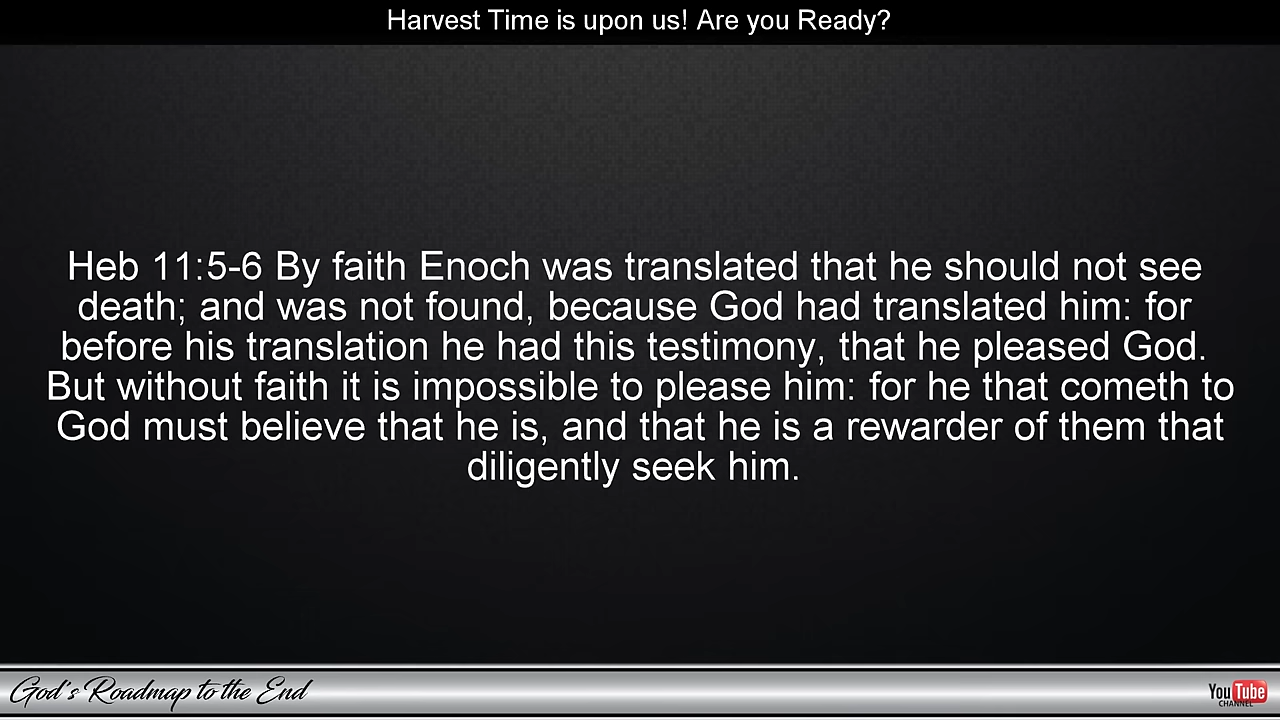 Harvest Time is upon us! Are you Ready?
Heb 11:5-6 By faith Enoch was translated that he should not see
death; and was not found, because God had translated him: for
before his translation he had this testimony, that he pleased God.
But without faith it is impossible to please him: for he that cometh to
God must believe that he is, and that he is a rewarder of them that
diligently seek him.
God's Roadmap to the End
YouTube
CHANNEL